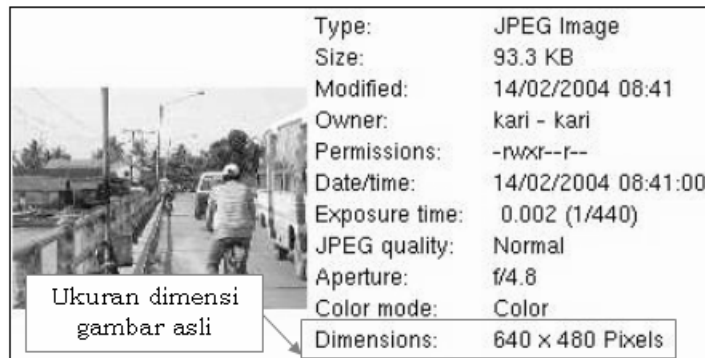 Type: JPEG Image
Size: 93.3 KB
Modified: 14/02/2004 08:41
Owner: kari - kari
Permissions: -rwxr--r--
Date/time: 14/02/2004 08:41:00
Exposure time: 0.002 (1/440)
JPEG quality: Normal
Aperture: f/4.8
Color mode: Color
Dimensions: 640 x 480 Pixels
Ukuran dimensi
gambar asli